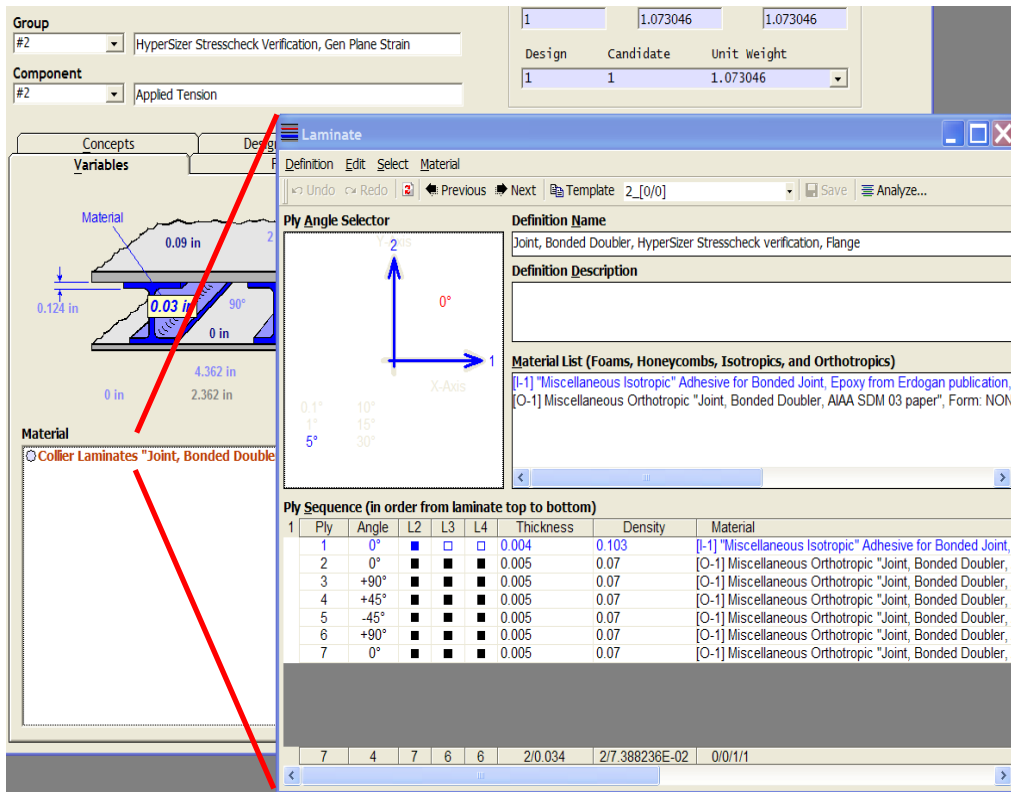 Group
#2 HyperSizer Stresscheck Verification, Gen Plane Strain
Component
#2 Applied Tension
1 1.073046 1.073046
Design Candidate Unit Weight
1 1 1.073046
Concepts
Variables
Material
0.09 in
2
0.124 in
0.03 in
90°
0 in
4.362 in
0 in 2.362 in
Material
Collier Laminates "Joint, Bonded Double
Laminate
Definition Edit Select Material
Undo Redo Previous Next Template 2_[0/0] Save Analyze...
Ply Angle Selector
2
0°
1
X-Axis
0.1° 10°
1° 15°
5° 30°
Definition Name
Joint, Bonded Doubler, HyperSizer Stresscheck verification, Flange
Definition Description
Material List (Foams, Honeycombs, Isotropics, and Orthotropics)
[I-1] "Miscellaneous Isotropic" Adhesive for Bonded Joint, Epoxy from Erdogan publication,
[O-1] Miscellaneous Orthotropic "Joint, Bonded Doubler, AIAA SDM 03 paper", Form: NON
Ply Sequence (in order from laminate top to bottom)
1 Ply Angle L2 L3 L4 Thickness Density Material
1 0° 0.004 0.103 [I-1] "Miscellaneous Isotropic" Adhesive for Bonded Joint,
2 0° 0.005 0.07 [O-1] Miscellaneous Orthotropic "Joint, Bonded Doubler,
3 +90° 0.005 0.07 [O-1] Miscellaneous Orthotropic "Joint, Bonded Doubler,
4 +45° 0.005 0.07 [O-1] Miscellaneous Orthotropic "Joint, Bonded Doubler,
5 -45° 0.005 0.07 [O-1] Miscellaneous Orthotropic "Joint, Bonded Doubler,
6 +90° 0.005 0.07 [O-1] Miscellaneous Orthotropic "Joint, Bonded Doubler,
7 0° 0.005 0.07 [O-1] Miscellaneous Orthotropic "Joint, Bonded Doubler,
7 4 7 6 6 2/0.034 2/7.388236E-02 0/0/1/1